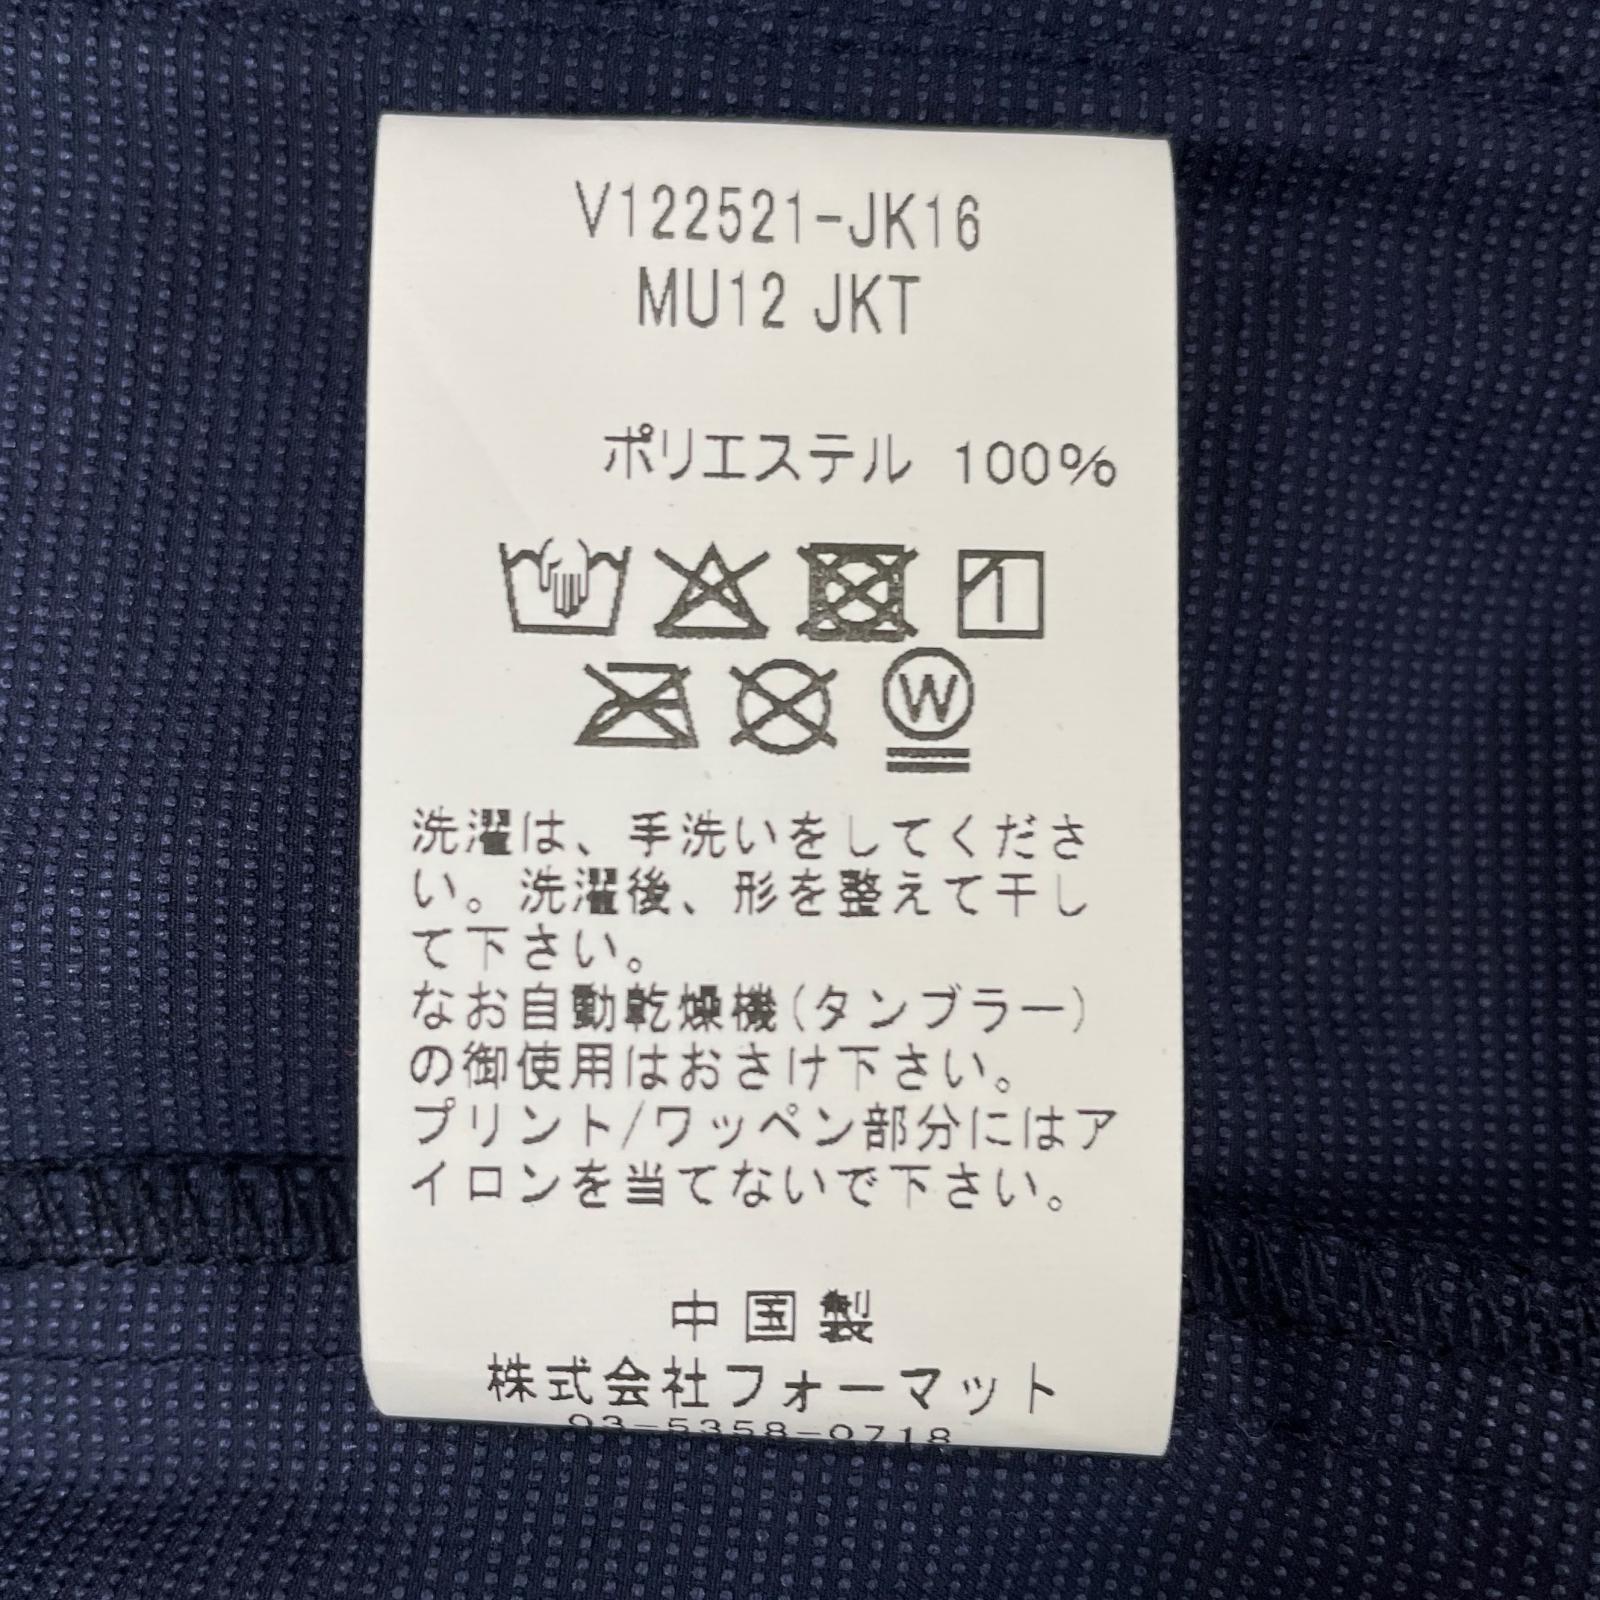 V122521-JK16
MU12 JKT
ポリエステル 100%
洗濯は、手洗いをしてくださ
い。洗濯後、形を整えて干し
て下さい。
なお自動乾燥機(タンブラー)
の御使用はおさけ下さい。
プリント/ワッペン部分にはア
イロンを当てないで下さい。
中国製
株式会社フォーマット
03-5358-0718